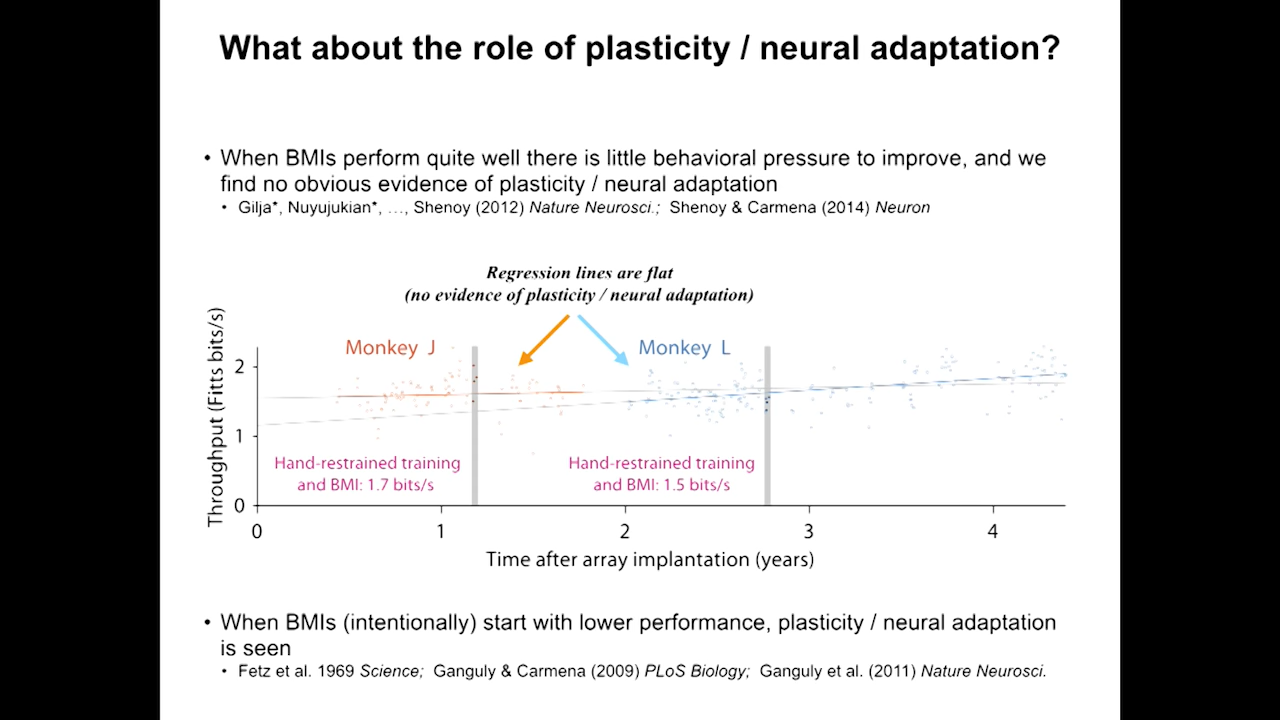 What about the role of plasticity / neural adaptation?
• When BMIs perform quite well there is little behavioral pressure to improve, and we
find no obvious evidence of plasticity / neural adaptation
• Gilja*, Nuyujukian*, …, Shenoy (2012) Nature Neurosci.; Shenoy & Carmena (2014) Neuron
Regression lines are flat
(no evidence of plasticity / neural adaptation)
Monkey J
Monkey L
Throughput (Fitts bits/s)
2
1
0
Hand-restrained training
and BMI: 1.7 bits/s
Hand-restrained training
and BMI: 1.5 bits/s
0 1 2 3 4
Time after array implantation (years)
• When BMIs (intentionally) start with lower performance, plasticity / neural adaptation
is seen
• Fetz et al. 1969 Science; Ganguly & Carmena (2009) PLoS Biology; Ganguly et al. (2011) Nature Neurosci.